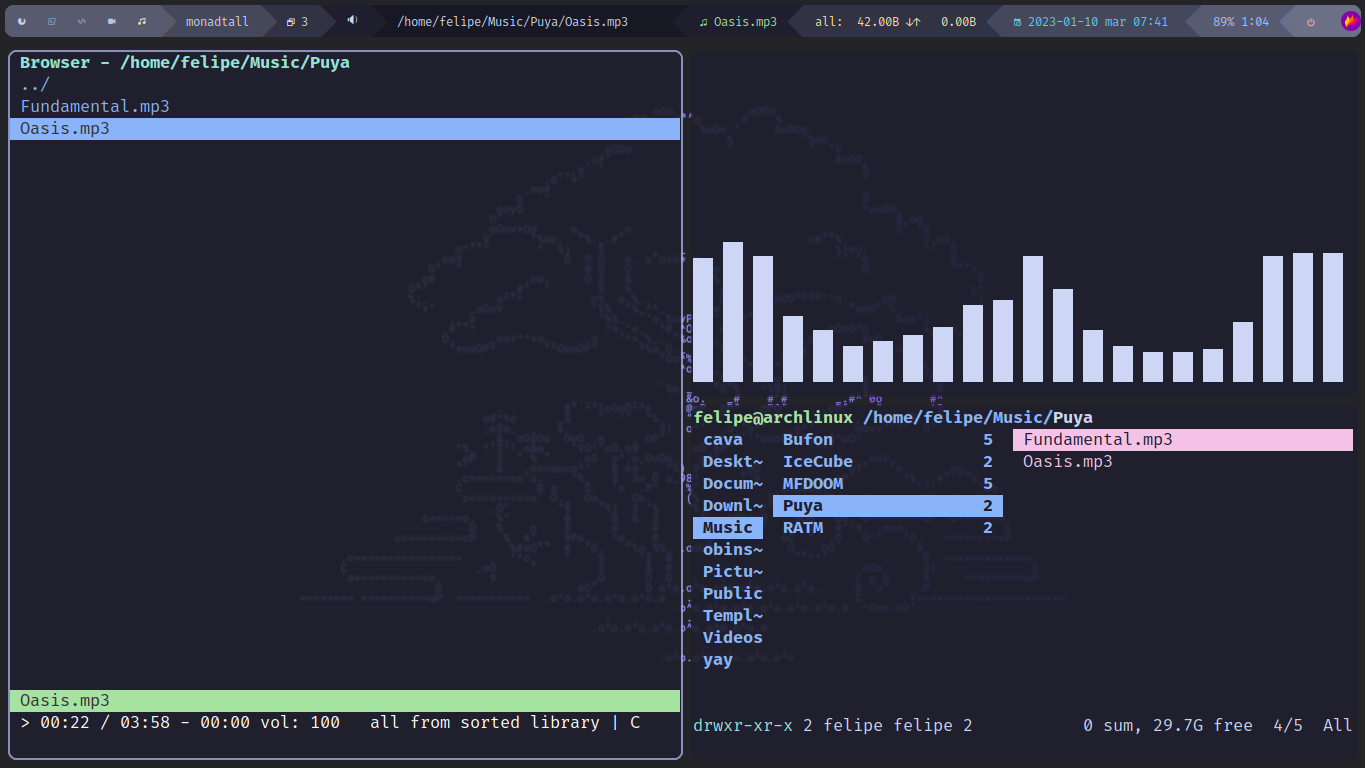 monadtall 3 /home/felipe/Music/Puya/Oasis.mp3 Oasis.mp3 all: 42.00B ↓↑ 0.00B 2023-01-10 mar 07:41 89% 1:04
Browser - /home/felipe/Music/Puya
../
Fundamental.mp3
Oasis.mp3
Oasis.mp3
> 00:22 / 03:58 - 00:00 vol: 100 all from sorted library | C
felipe@archlinux /home/felipe/Music/Puya
cava Bufon 5 Fundamental.mp3
Deskt~ IceCube 2 Oasis.mp3
Docum~ MFDOOM 5
Downl~ Puya 2
Music RATM 2
obins~
Pictu~
Public
Templ~
Videos
yay
drwxr-xr-x 2 felipe felipe 2 0 sum, 29.7G free 4/5 All